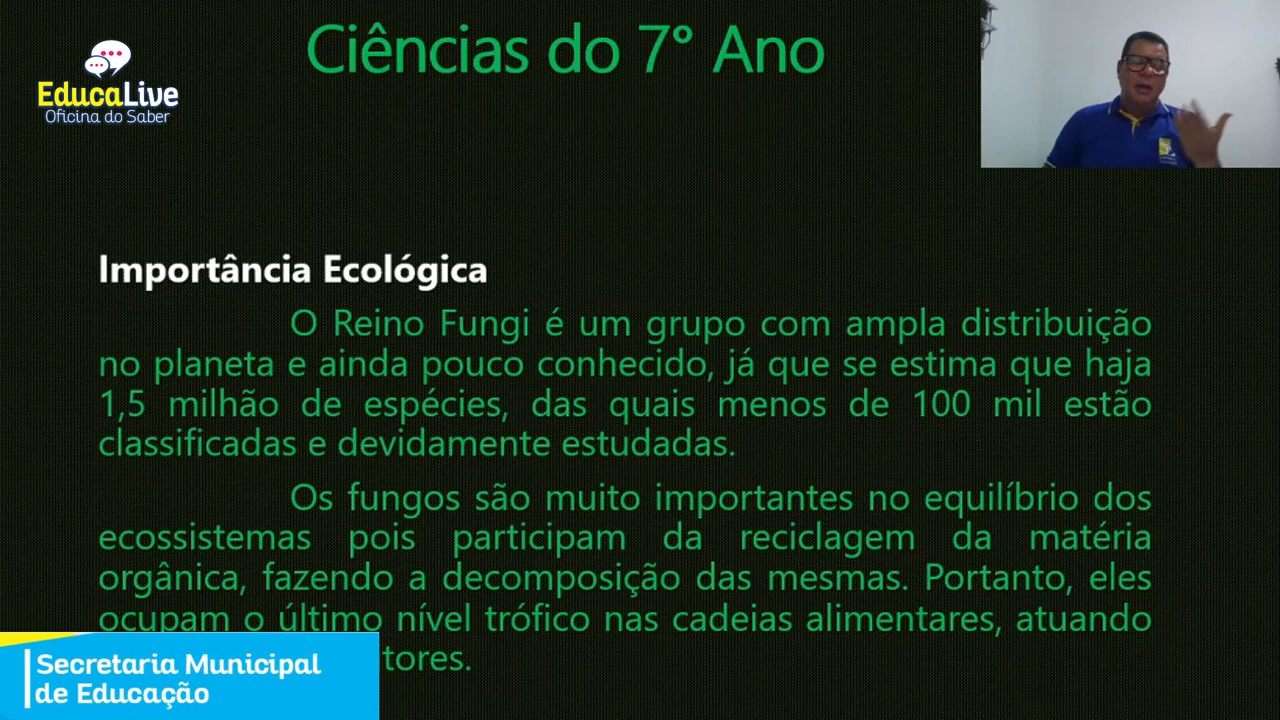 Ciências do 7° Ano
EducaLive
Oficina do Saber
Importância Ecológica
O Reino Fungi é um grupo com ampla distribuição
no planeta e ainda pouco conhecido, já que se estima que haja
1,5 milhão de espécies, das quais menos de 100 mil estão
classificadas e devidamente estudadas.
Os fungos são muito importantes no equilíbrio dos
ecossistemas pois participam da reciclagem da matéria
orgânica, fazendo a decomposição das mesmas. Portanto, eles
ocupam o último nível trófico nas cadeias alimentares, atuando
tores.
Secretaria Municipal
de Educação